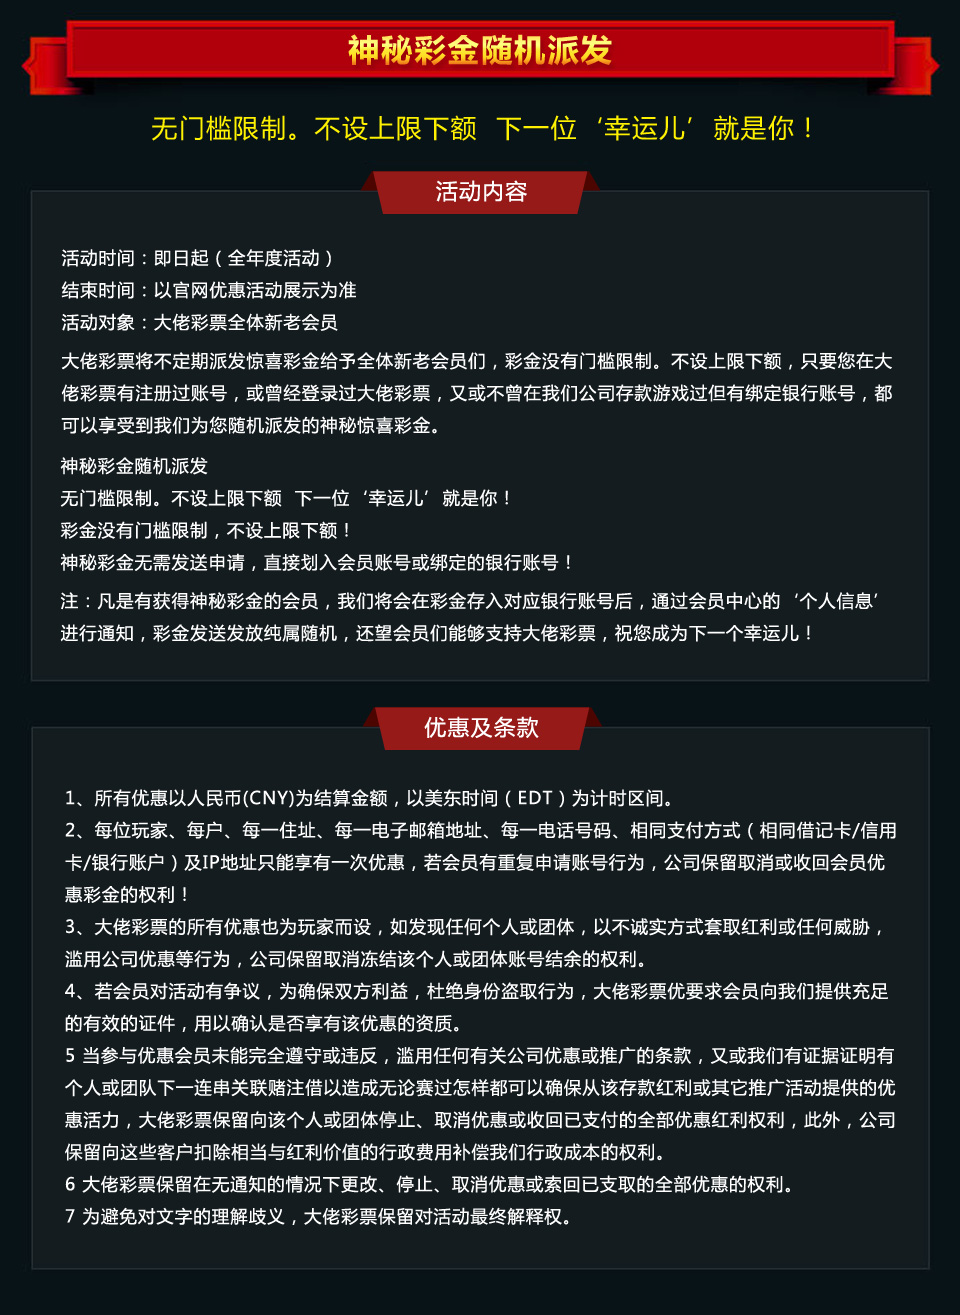 神秘彩金随机派发
无门槛限制。不设上限下额 下一位‘幸运儿’就是你！
活动内容
活动时间：即日起（全年度活动）
结束时间：以官网优惠活动展示为准
活动对象：大佬彩票全体新老会员
大佬彩票将不定期派发惊喜彩金给予全体新老会员们，彩金没有门槛限制。不设上限下额，只要您在大
佬彩票有注册过账号，或曾经登录过大佬彩票，又或不曾在我们公司存款游戏过但有绑定银行账号，都
可以享受到我们为您随机派发的神秘惊喜彩金。
神秘彩金随机派发
无门槛限制。不设上限下额 下一位‘幸运儿’就是你！
彩金没有门槛限制，不设上限下额！
神秘彩金无需发送申请，直接划入会员账号或绑定的银行账号！
注：凡是有获得神秘彩金的会员，我们将会在彩金存入对应银行账号后，通过会员中心的‘个人信息’
进行通知，彩金发送发放纯属随机，还望会员们能够支持大佬彩票，祝您成为下一个幸运儿！
优惠及条款
1、所有优惠以人民币(CNY)为结算金额，以美东时间（EDT）为计时区间。
2、每位玩家、每户、每一住址、每一电子邮箱地址、每一电话号码、相同支付方式（相同借记卡/信用
卡/银行账户）及IP地址只能享有一次优惠，若会员有重复申请账号行为，公司保留取消或收回会员优
惠彩金的权利！
3、大佬彩票的所有优惠也为玩家而设，如发现任何个人或团体，以不诚实方式套取红利或任何威胁，
滥用公司优惠等行为，公司保留取消冻结该个人或团体账号结余的权利。
4、若会员对活动有争议，为确保双方利益，杜绝身份盗取行为，大佬彩票优要求会员向我们提供充足
的有效的证件，用以确认是否享有该优惠的资质。
5 当参与优惠会员未能完全遵守或违反，滥用任何有关公司优惠或推广的条款，又或我们有证据证明有
个人或团队下一连串关联赌注借以造成无论赛过怎样都可以确保从该存款红利或其它推广活动提供的优
惠活力，大佬彩票保留向该个人或团体停止、取消优惠或收回已支付的全部优惠红利权利，此外，公司
保留向这些客户扣除相当与红利价值的行政费用补偿我们行政成本的权利。
6 大佬彩票保留在无通知的情况下更改、停止、取消优惠或索回已支取的全部优惠的权利。
7 为避免对文字的理解歧义，大佬彩票保留对活动最终解释权。